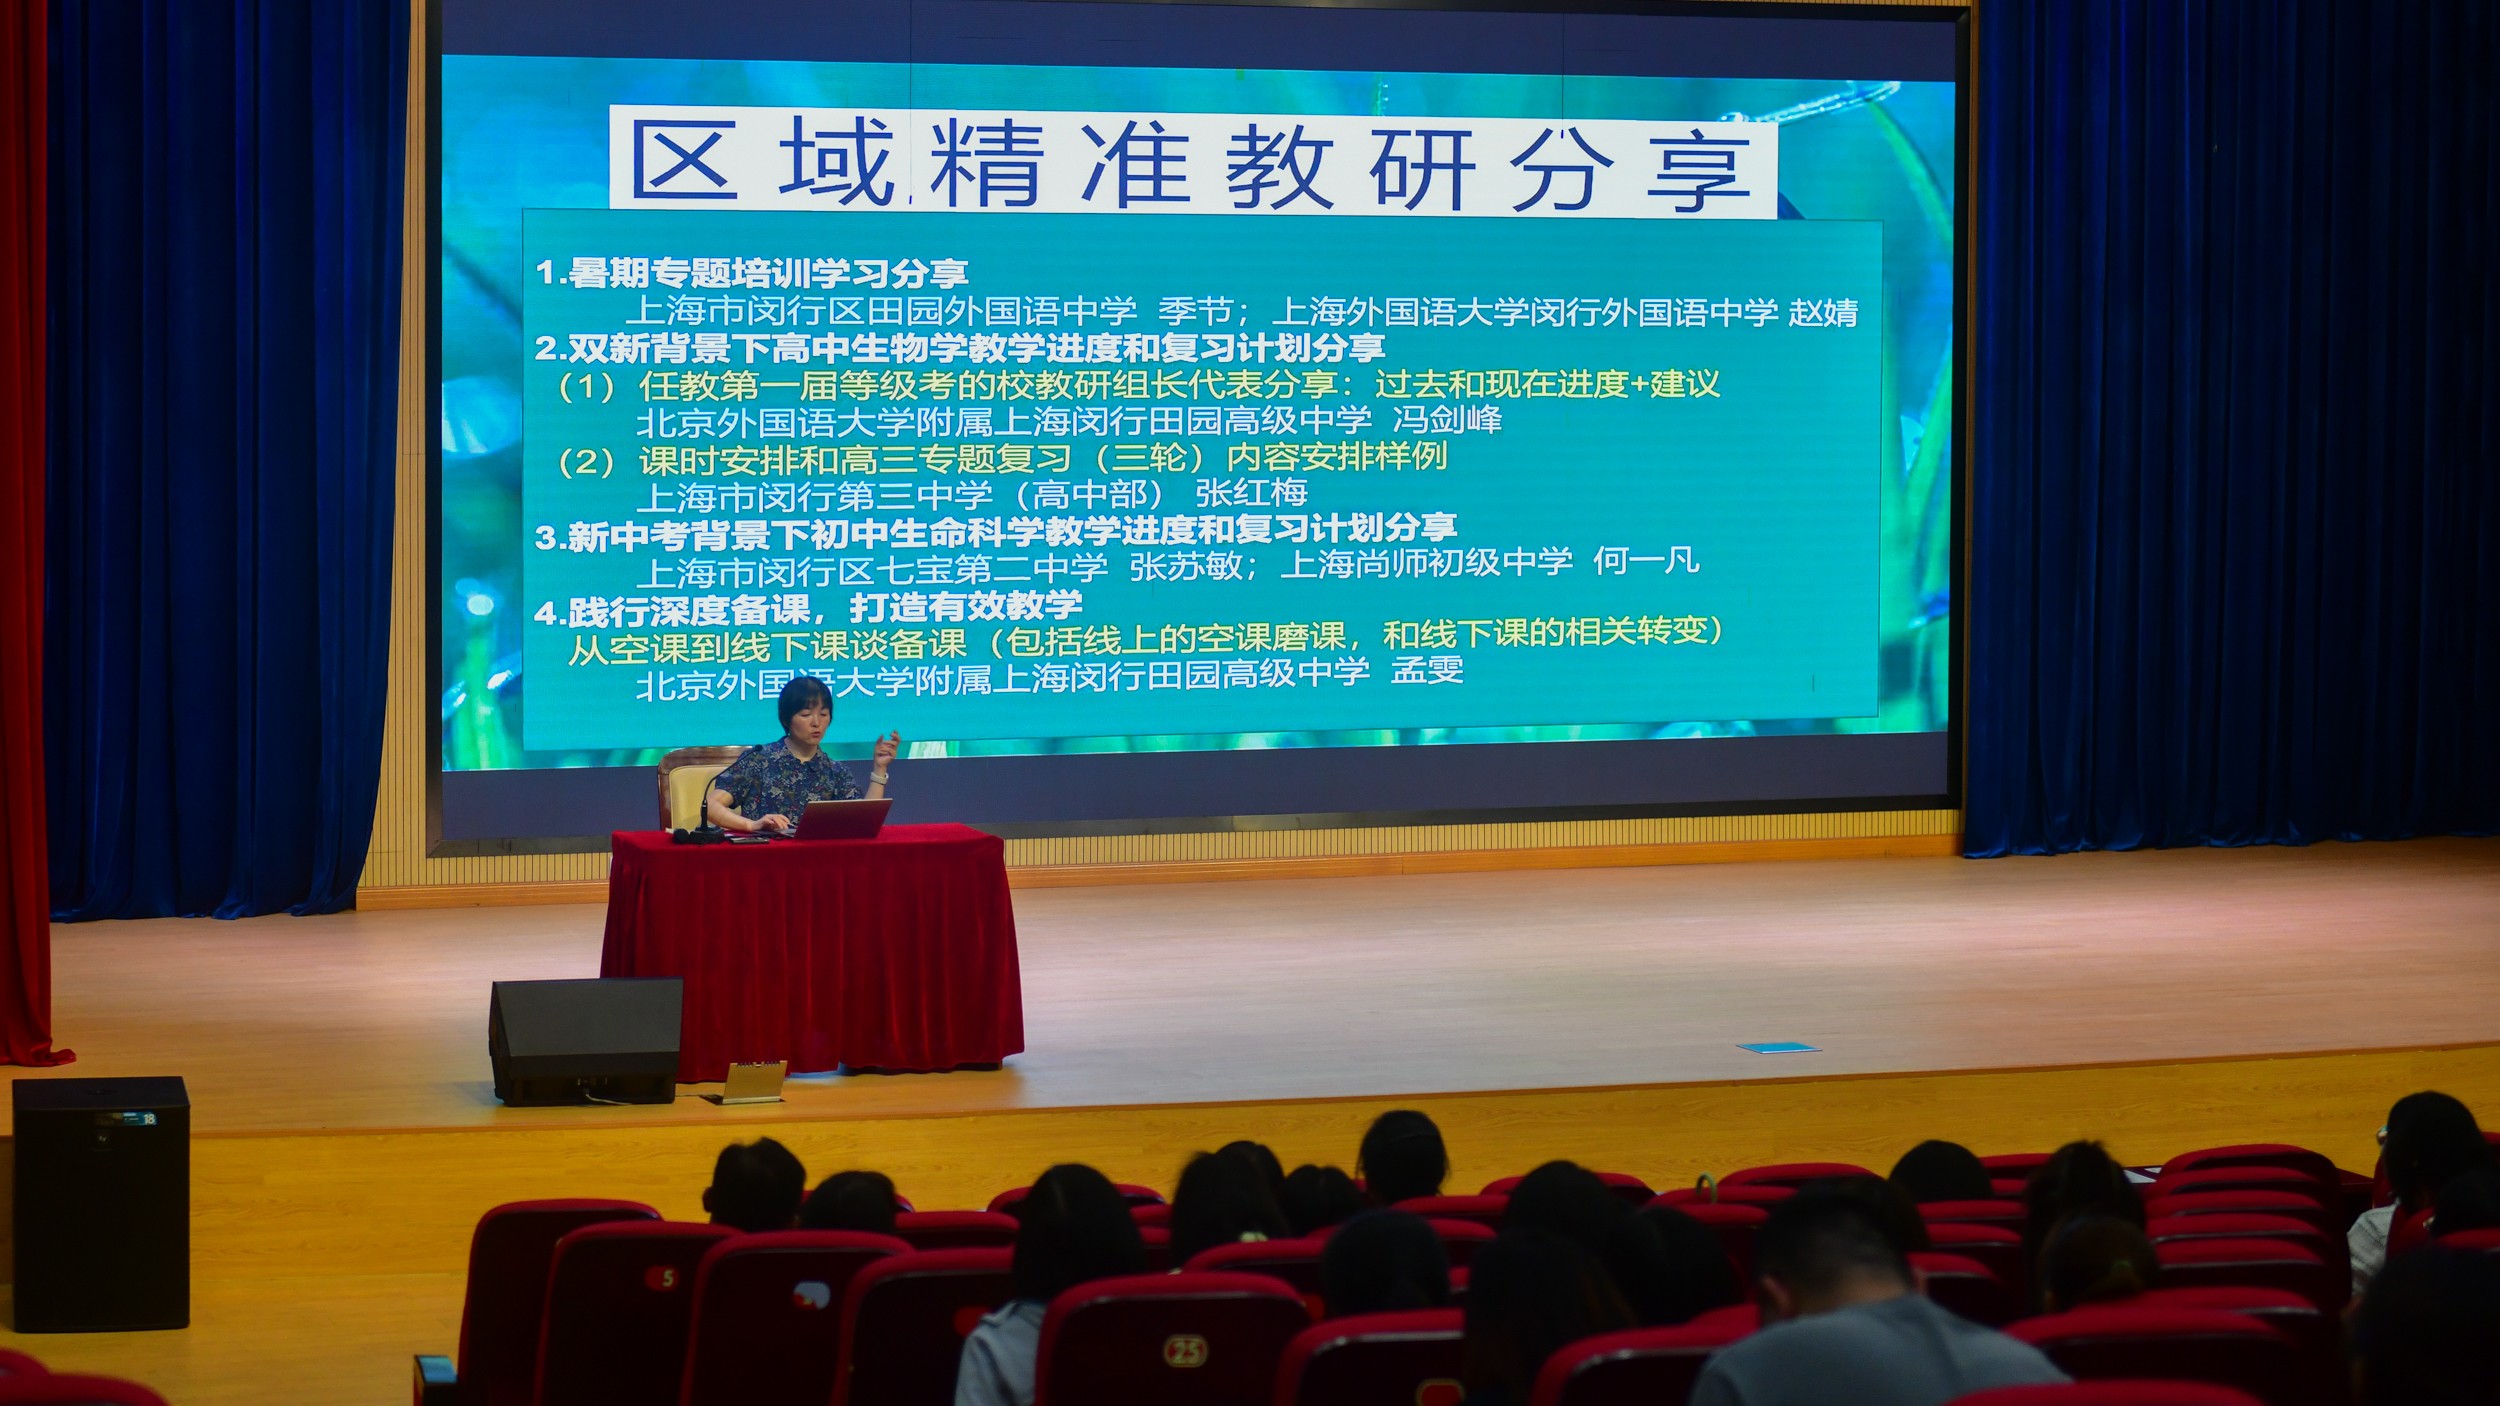 区域精准教研分享
1.暑期专题培训学习分享
上海市闵行区田园外国语中学 季节；上海外国语大学闵行外国语中学 赵婧
2.双新背景下高中生物学教学进度和复习计划分享
（1）任教第一届等级考的校教研组长代表分享：过去和现在进度+建议
北京外国语大学附属上海闵行田园高级中学 冯剑峰
（2）课时安排和高三专题复习（三轮）内容安排样例
上海市闵行第三中学（高中部） 张红梅
3.新中考背景下初中生命科学教学进度和复习计划分享
上海市闵行区七宝第二中学 张苏敏；上海尚师初级中学 何一凡
4.践行深度备课，打造有效教学
从空课到线下课谈备课（包括线上的空课磨课，和线下课的相关转变）
北京外国语大学附属上海闵行田园高级中学 孟雯
18
5
25